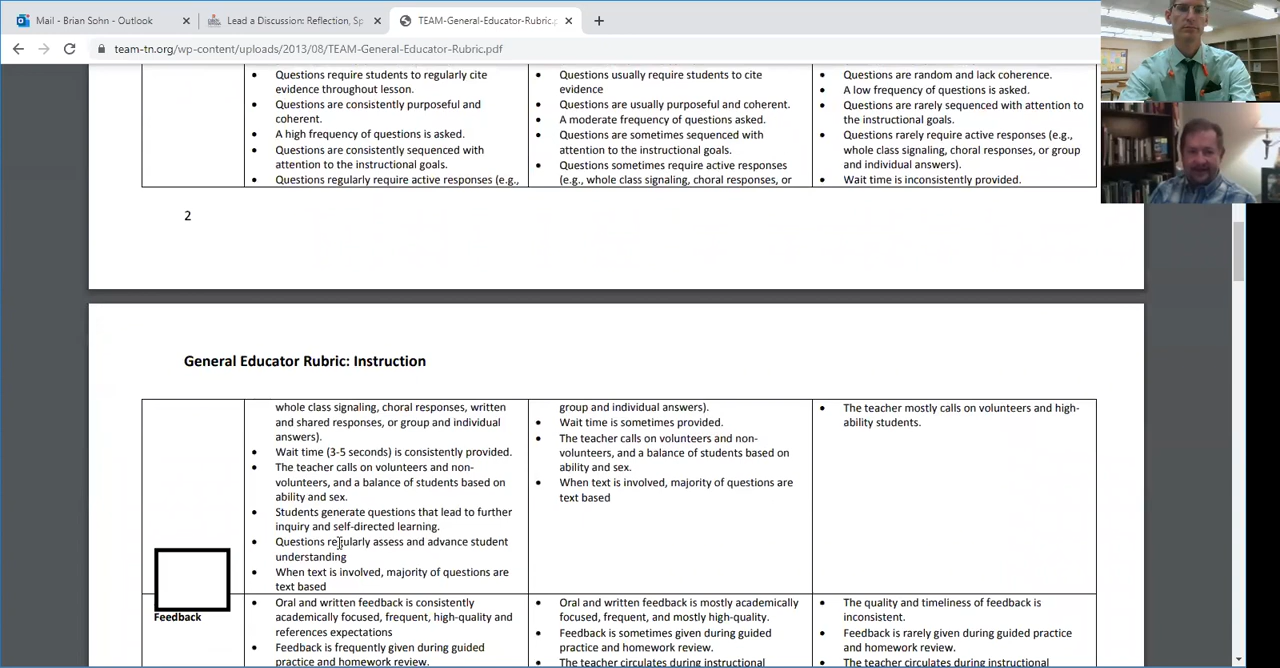 Mail - Brian Sohn - Outlook
Lead a Discussion: Reflection, Sp
TEAM-General-Educator-Rubric.p
team-tn.org/wp-content/uploads/2013/08/TEAM-General-Educator-Rubric.pdf
• Questions require students to regularly cite
evidence throughout lesson.
• Questions are consistently purposeful and
coherent.
• A high frequency of questions is asked.
• Questions are consistently sequenced with
attention to the instructional goals.
• Questions regularly require active responses (e.g.,
• Questions usually require students to cite
evidence
• Questions are usually purposeful and coherent.
• A moderate frequency of questions asked.
• Questions are sometimes sequenced with
attention to the instructional goals.
• Questions sometimes require active responses
(e.g., whole class signaling, choral responses, or
• Questions are random and lack coherence.
• A low frequency of questions is asked.
• Questions are rarely sequenced with attention to
the instructional goals.
• Questions rarely require active responses (e.g.,
whole class signaling, choral responses, or group
and individual answers).
• Wait time is inconsistently provided.
2
General Educator Rubric: Instruction
whole class signaling, choral responses, written
and shared responses, or group and individual
answers).
• Wait time (3-5 seconds) is consistently provided.
• The teacher calls on volunteers and non-
volunteers, and a balance of students based on
ability and sex.
• Students generate questions that lead to further
inquiry and self-directed learning.
• Questions regularly assess and advance student
understanding
• When text is involved, majority of questions are
text based
group and individual answers).
• Wait time is sometimes provided.
• The teacher calls on volunteers and non-
volunteers, and a balance of students based on
ability and sex.
• When text is involved, majority of questions are
text based
• The teacher mostly calls on volunteers and high-
ability students.
Feedback
• Oral and written feedback is consistently
academically focused, frequent, high-quality and
references expectations
• Feedback is frequently given during guided
practice and homework review.
• Oral and written feedback is mostly academically
focused, frequent, and mostly high-quality.
• Feedback is sometimes given during guided
practice and homework review.
• The teacher circulates during instructional
• The quality and timeliness of feedback is
inconsistent.
• Feedback is rarely given during guided practice
and homework review.
• The teacher circulates during instructional